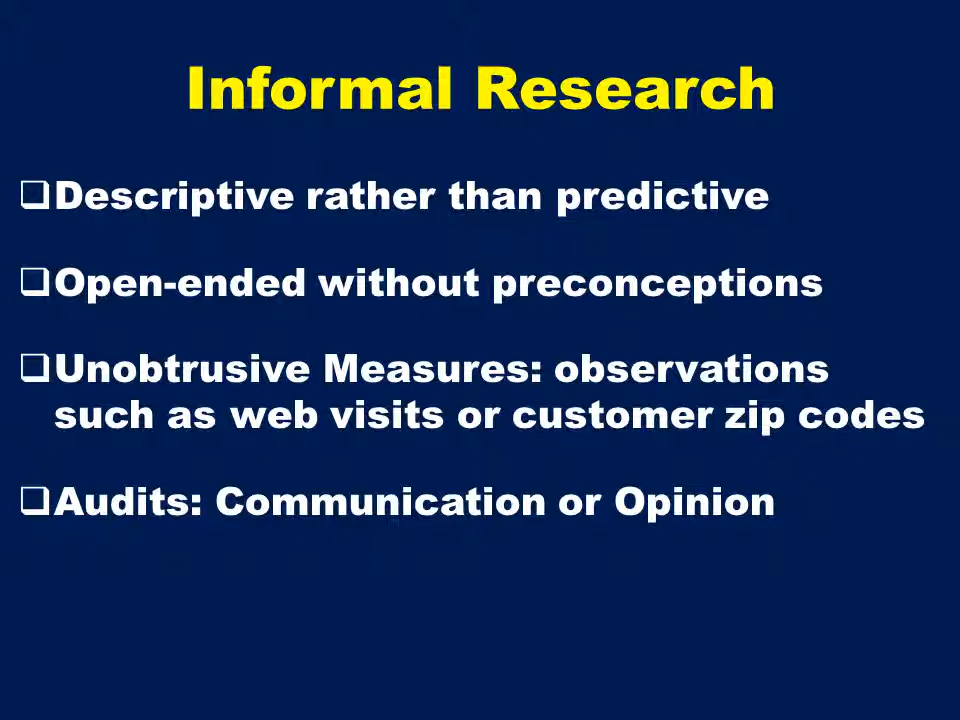 Informal Research
❑Descriptive rather than predictive
❑Open-ended without preconceptions
❑Unobtrusive Measures: observations
such as web visits or customer zip codes
❑Audits: Communication or Opinion